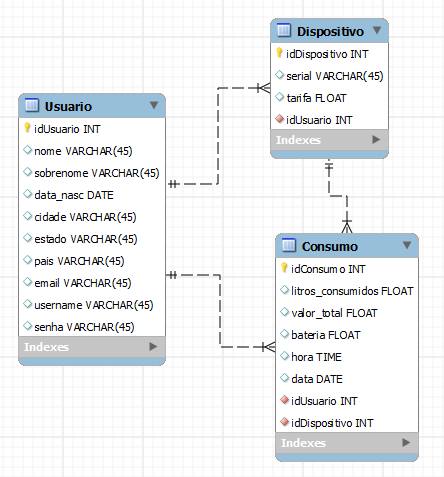 Dispositivo
idDispositivo INT
serial VARCHAR(45)
tarifa FLOAT
idUsuario INT
Indexes
Usuario
idUsuario INT
nome VARCHAR(45)
sobrenome VARCHAR(45)
data_nasc DATE
cidade VARCHAR(45)
estado VARCHAR(45)
pais VARCHAR(45)
email VARCHAR(45)
username VARCHAR(45)
senha VARCHAR(45)
Indexes
Consumo
idConsumo INT
litros_consumidos FLOAT
valor_total FLOAT
bateria FLOAT
hora TIME
data DATE
idUsuario INT
idDispositivo INT
Indexes